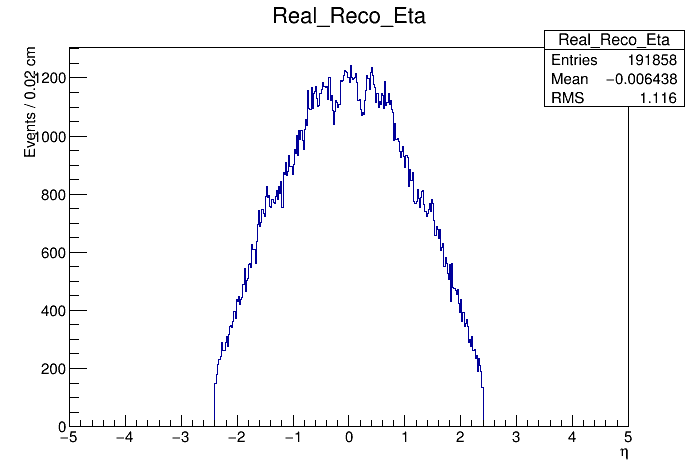 Real_Reco_Eta
Real_Reco_Eta
Entries 191858
Mean −0.006438
RMS 1.116
Events / 0.02 cm
1200
1000
800
600
400
200
0
−5 −4 −3 −2 −1 0 1 2 3 4 5
η